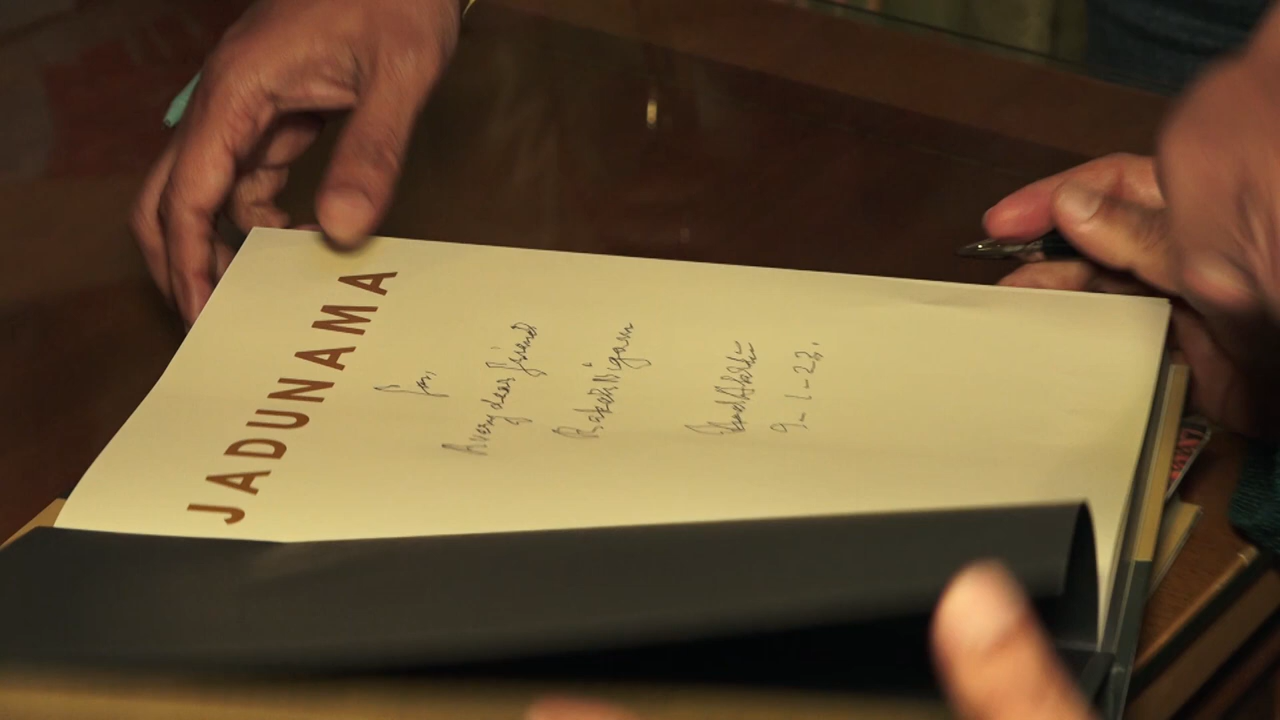 JADUNAMA
For,
A very dear friend
Rakesh Nigam
9-1-23.